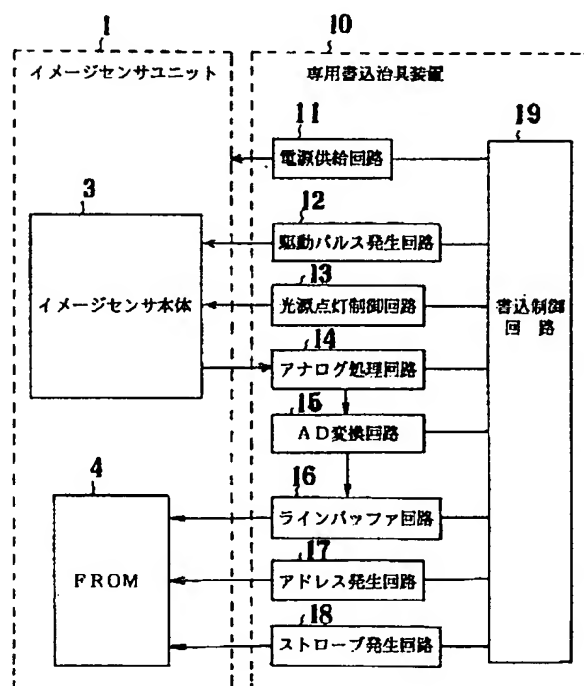 1
イメージセンサユニット
10
専用書込治具装置
11
電源供給回路
19
書込制御
回 路
3
イメージセンサ本体
12
駆動パルス発生回路
13
光源点灯制御回路
14
アナログ処理回路
15
AD変換回路
4
FROM
16
ラインバッファ回路
17
アドレス発生回路
18
ストローブ発生回路